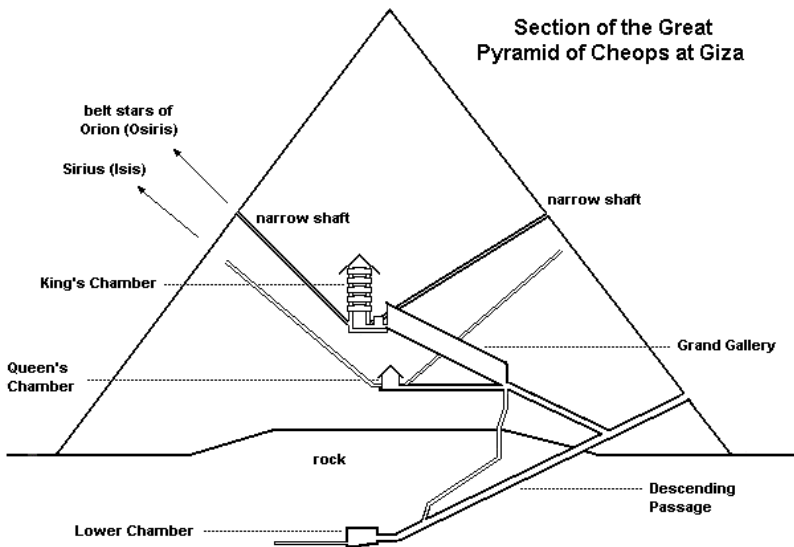 Section of the Great
Pyramid of Cheops at Giza
belt stars of
Orion (Osiris)
Sirius (Isis)
narrow shaft
narrow shaft
King's Chamber
Grand Gallery
Queen's
Chamber
rock
Descending
Passage
Lower Chamber